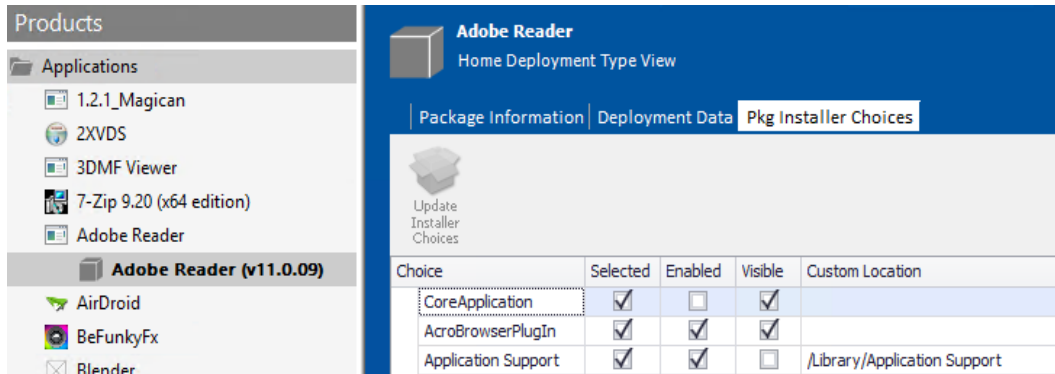 Products
Applications
1.2.1_Magican
2XVDS
3DMF Viewer
7-Zip 9.20 (x64 edition)
Adobe Reader
Adobe Reader (v11.0.09)
AirDroid
BeFunkyFx
Blender
Adobe Reader
Home Deployment Type View
Package Information Deployment Data Pkg Installer Choices
Update
Installer
Choices
Choice Selected Enabled Visible Custom Location
CoreApplication
AcroBrowserPlugIn
Application Support /Library/Application Support